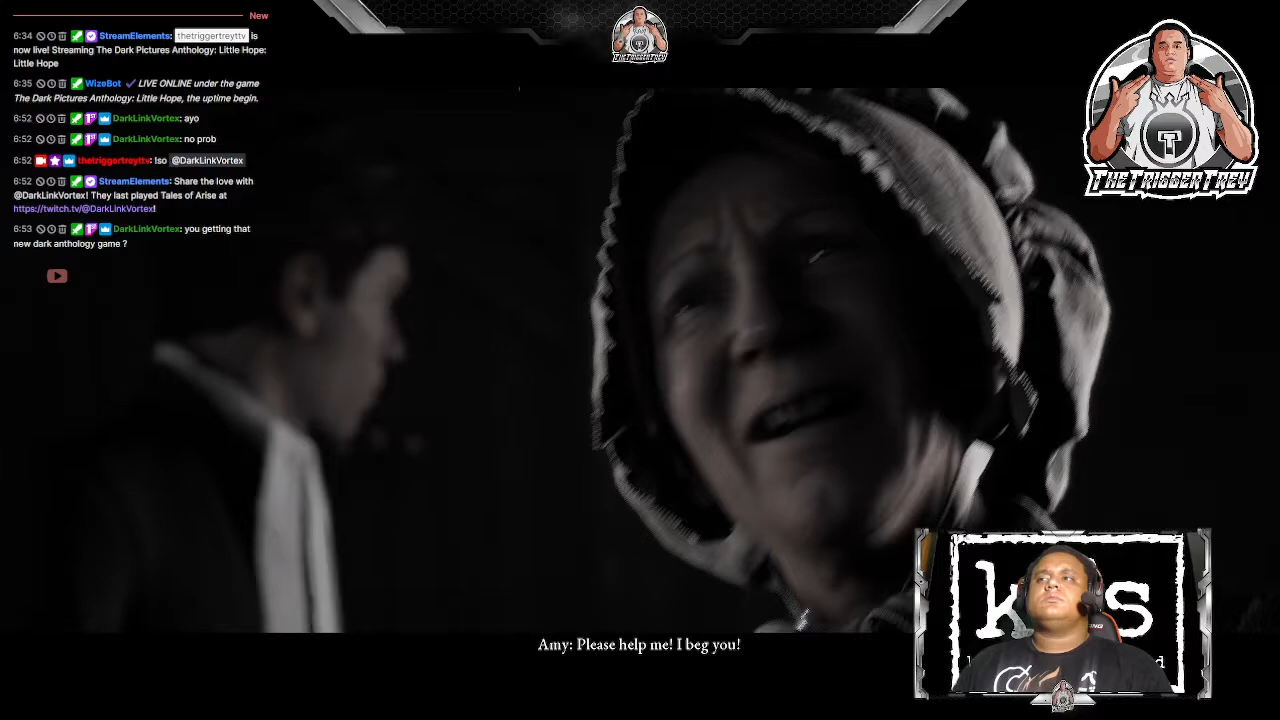 New
6:34 StreamElements: thetriggertreyttv is
now live! Streaming The Dark Pictures Anthology: Little Hope:
Little Hope
6:35 WizeBot LIVE ONLINE under the game
The Dark Pictures Anthology: Little Hope, the uptime begin.
6:52 DarkLinkVortex: ayo
6:52 DarkLinkVortex: no prob
6:52 thetriggertreyttv: !so @DarkLinkVortex
6:52 StreamElements: Share the love with
@DarkLinkVortex! They last played Tales of Arise at
https://twitch.tv/@DarkLinkVortex!
6:53 DarkLinkVortex: you getting that
new dark anthology game ?
THETRIGGERTREY
T
THETRIGGERTREY
Amy: Please help me! I beg you!